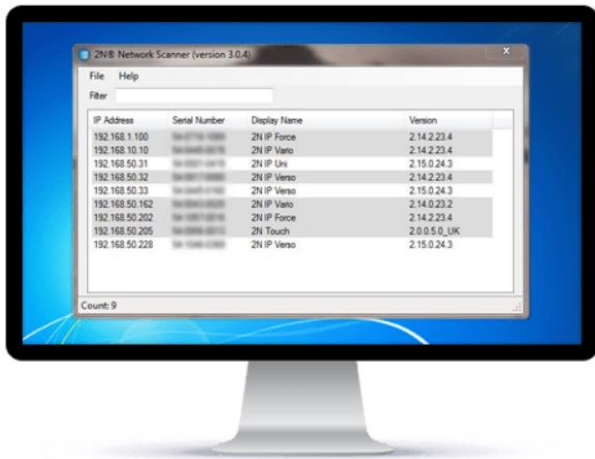 2N® Network Scanner (version 3.0.4)
File Help
Filter
IP Address Serial Number Display Name Version
192.168.1.100 2N IP Force 2.14.2.23.4
192.168.10.10 2N IP Vario 2.14.2.23.4
192.168.50.31 2N IP Uni 2.15.0.24.3
192.168.50.32 2N IP Verso 2.14.2.23.4
192.168.50.33 2N IP Verso 2.15.0.24.3
192.168.50.162 2N IP Vario 2.14.0.23.2
192.168.50.202 2N IP Force 2.14.2.23.4
192.168.50.205 2N Touch 2.0.0.5.0_UK
192.168.50.228 2N IP Verso 2.15.0.24.3
Count: 9